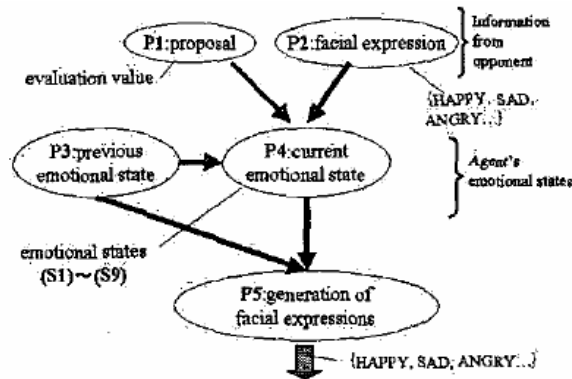 P1:proposal
P2:facial expression
Information
from
opponent
evaluation value
{HAPPY, SAD,
ANGRY...}
P3:previous
emotional state
P4:current
emotional state
Agent's
emotional states
emotional states
(S1)～(S9)
P5:generation of
facial expressions
{HAPPY, SAD, ANGRY...}